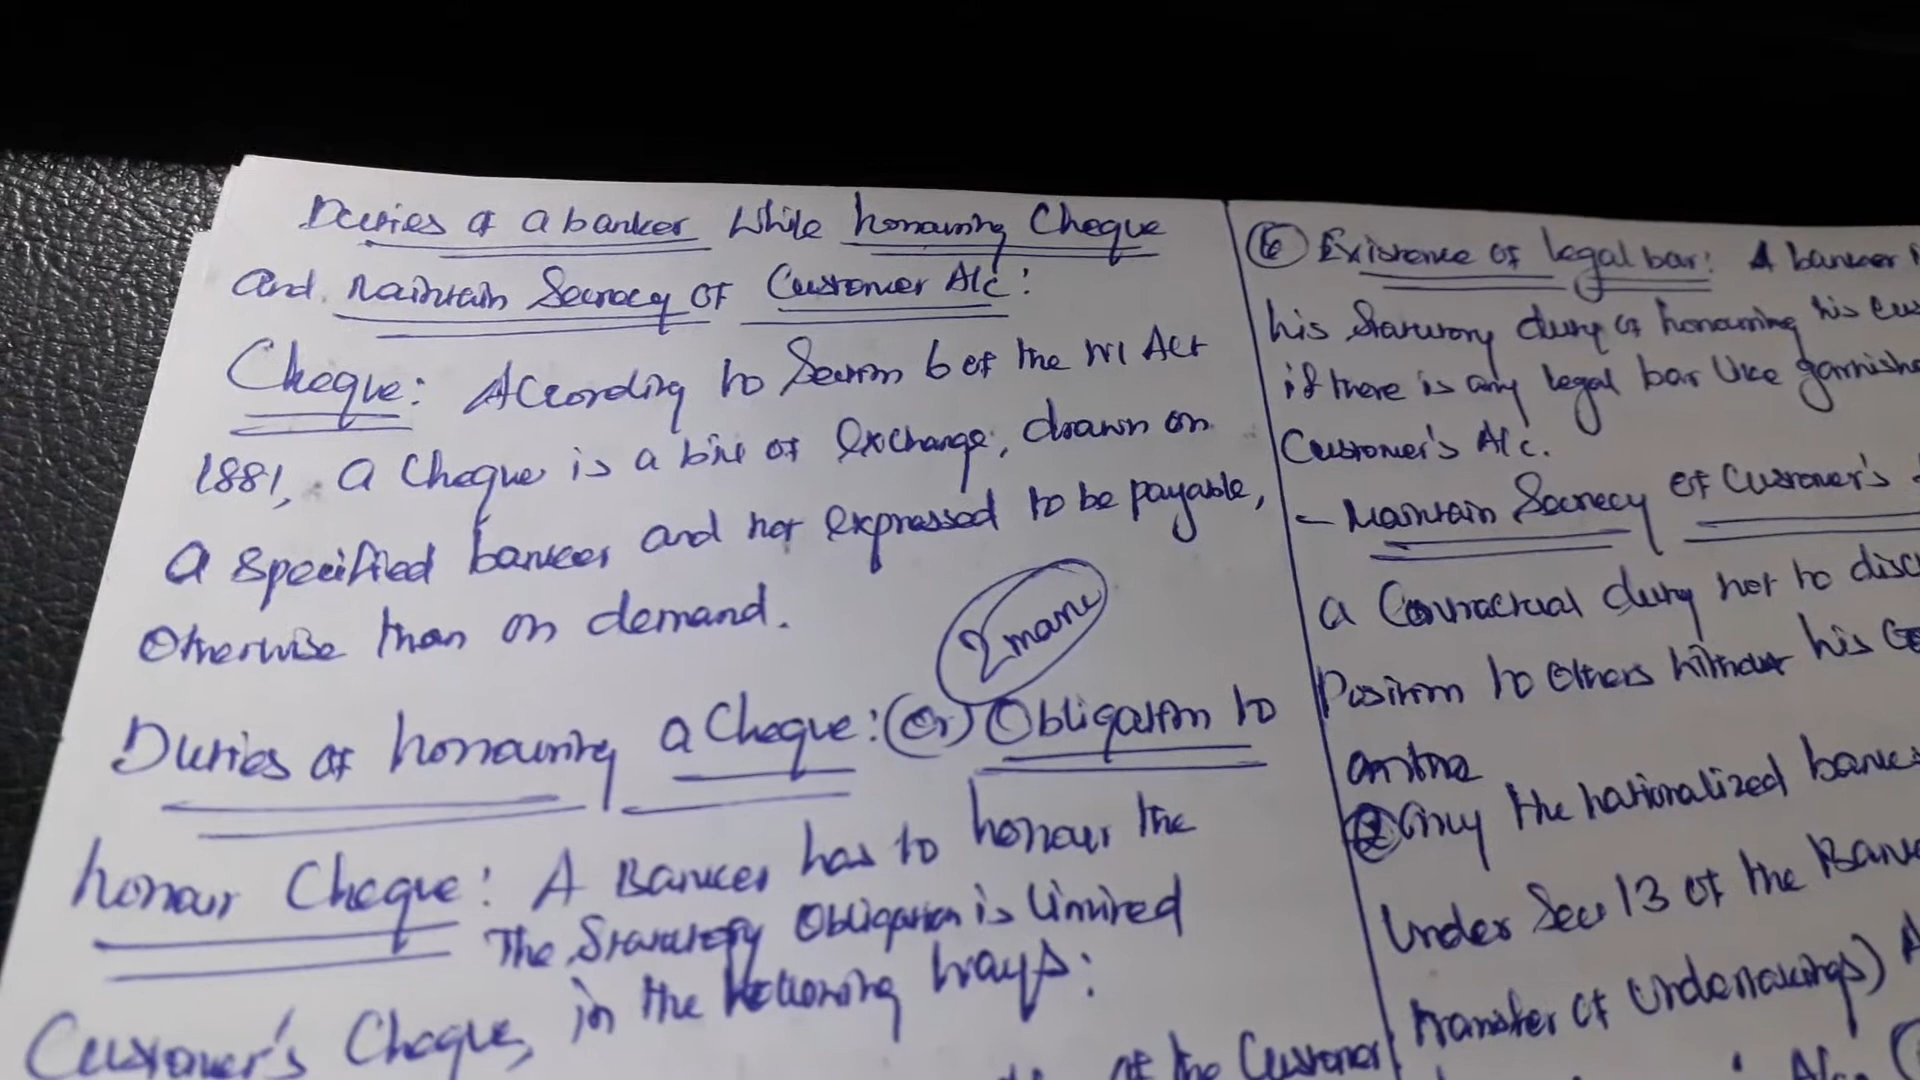 Duties of a banker While honouring Cheque
and Maintain Secrecy OF Customer A/c:
Cheque: According to Section 6 of the NI Act
1881, a Cheque is a bill of Exchange, drawn on
a specified banker and not expressed to be payable,
Otherwise than on demand.
2 marks
Duties of honouring a Cheque: (Or) Obligation to
honour Cheque: A Banker has to honour the
The Statutory Obligation is limited
Customer's Cheque, in the following ways:
of the Customer
6 Existence of legal bar: A banker
his Statutory duty of honouring his
if there is any legal bar like
Customer's A/c.
- Maintain Secrecy of Customer's
a Contractual duty not to
Position to Others without his
the nationalized
Under Sec 13 of the
transfer of Undertakings)